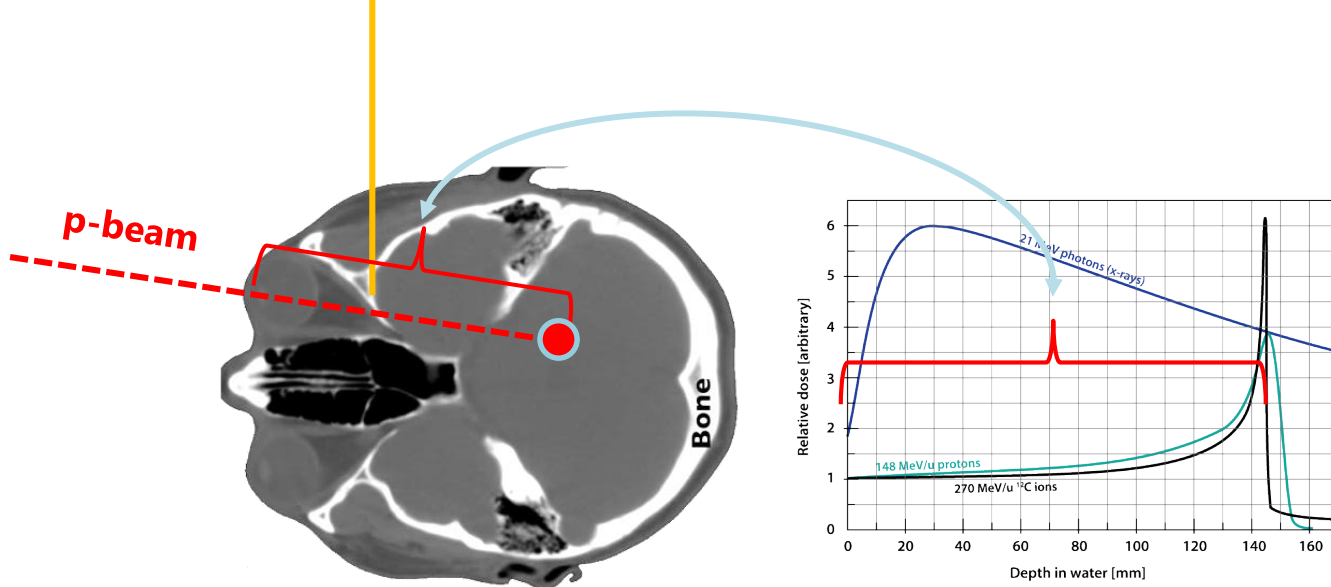 p-beam
Bone
Relative dose [arbitrary]
6
5
4
3
2
1
0
21 MeV photons (x-rays)
148 MeV/u protons
270 MeV/u ¹²C ions
0 20 40 60 80 100 120 140 160
Depth in water [mm]